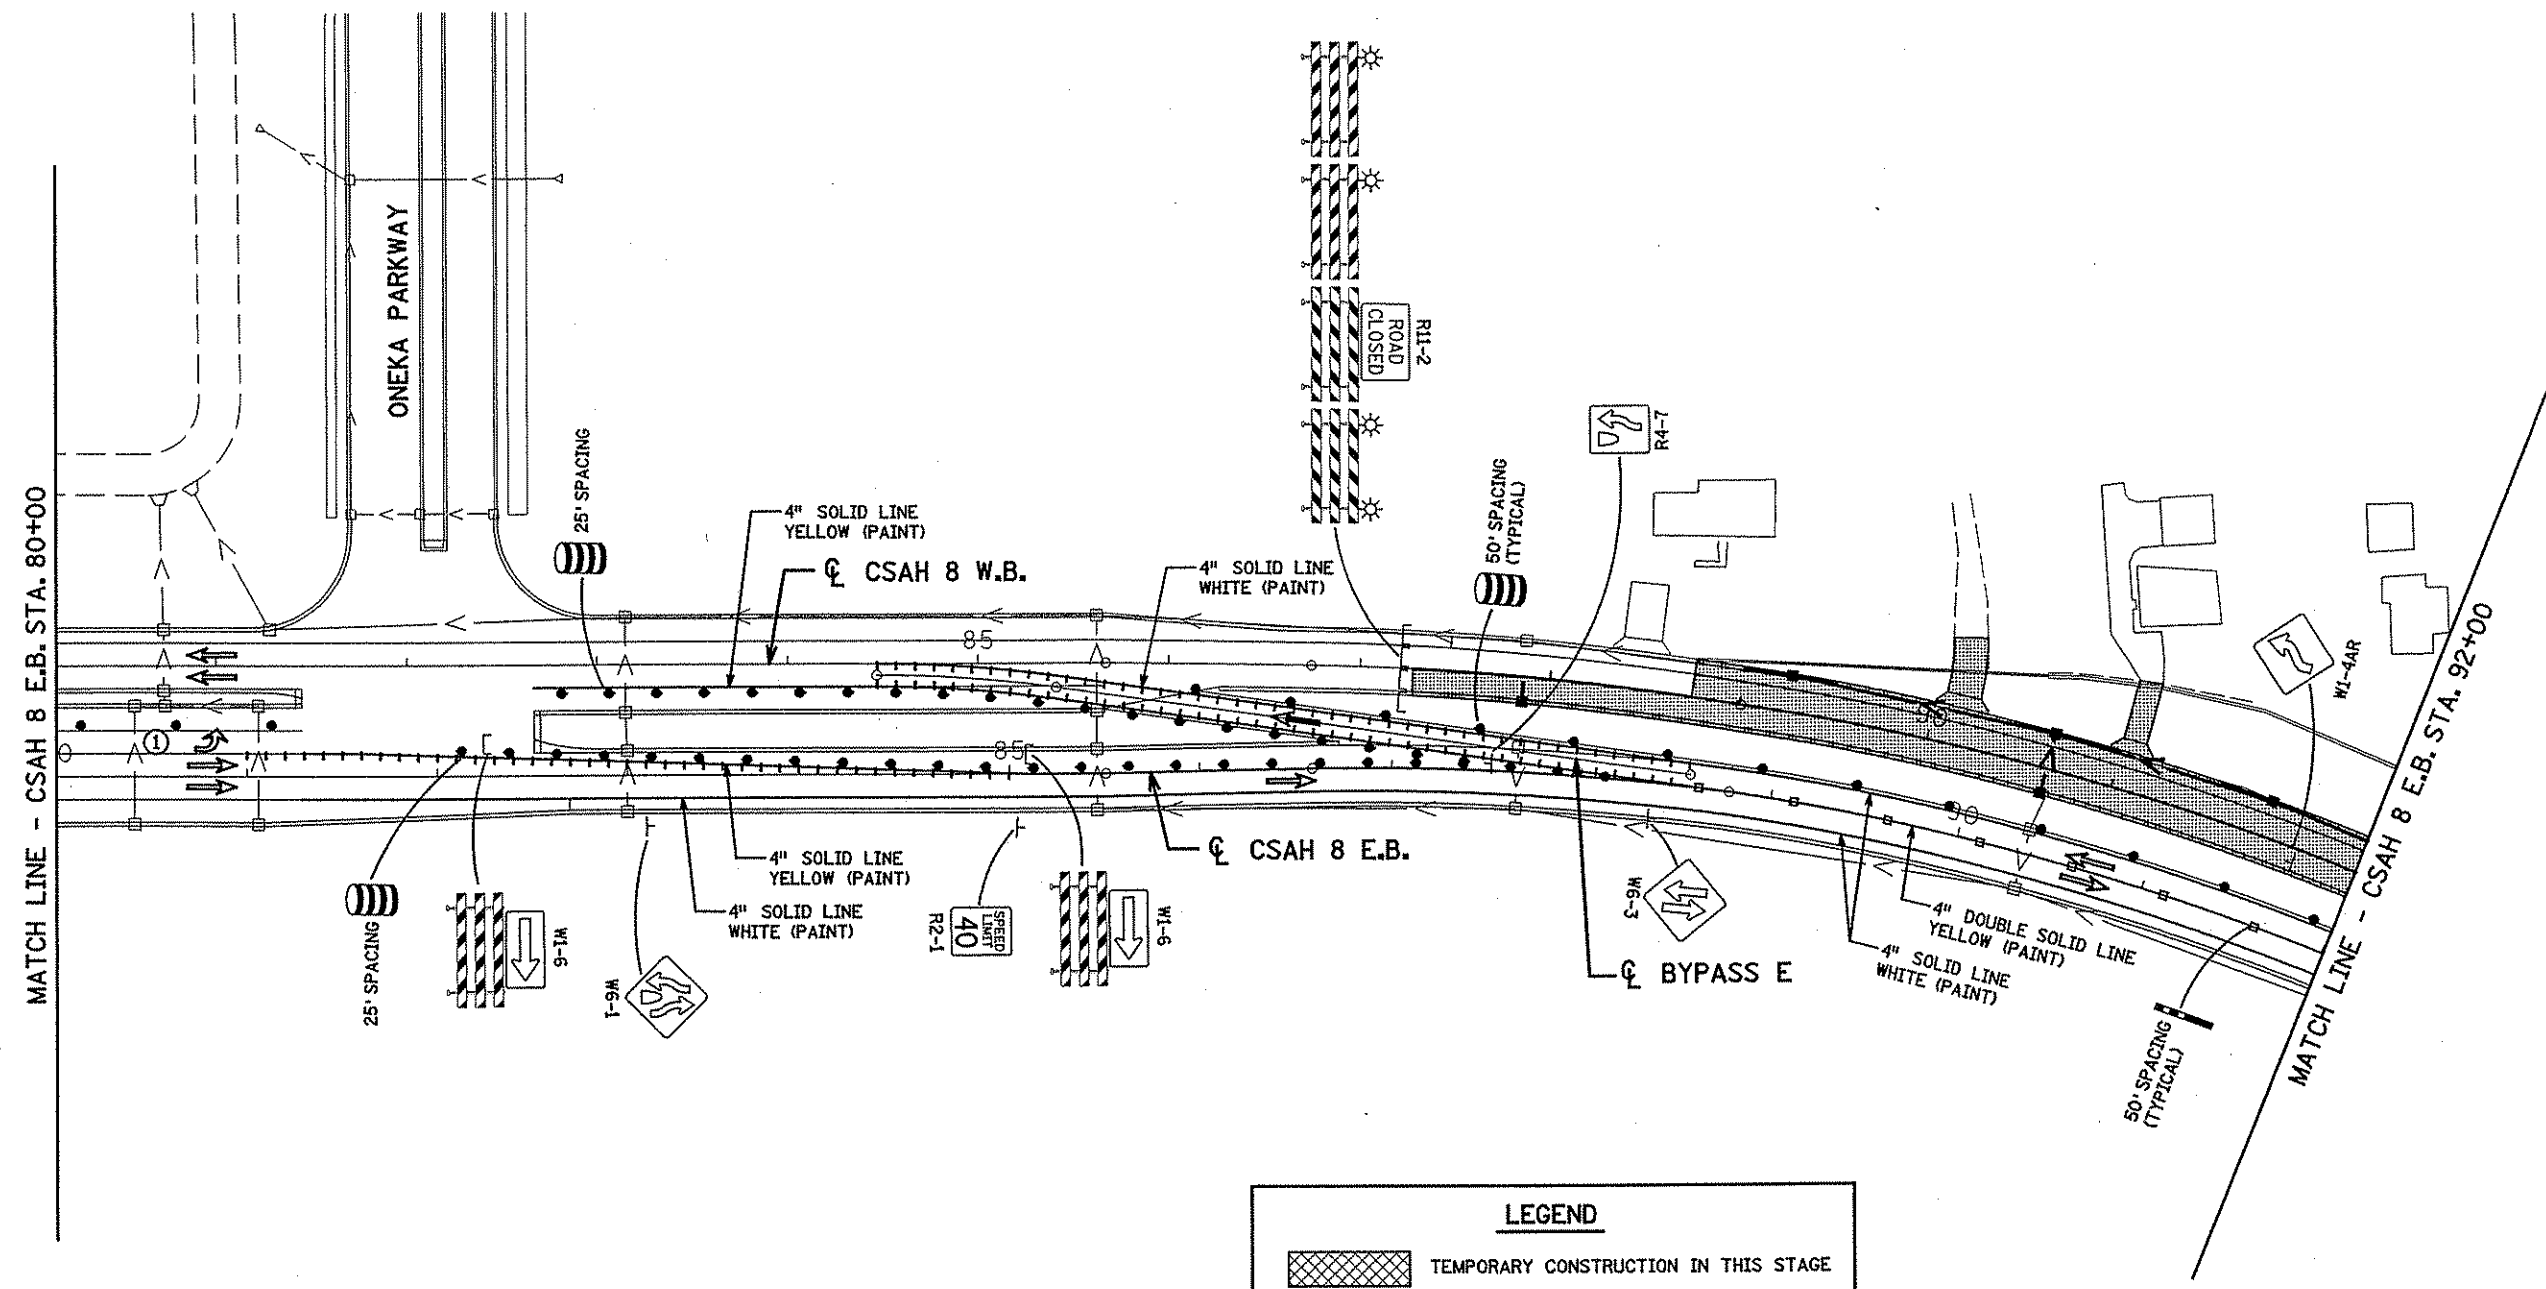 MATCH LINE - CSAH 8 E.B. STA. 80+00
ONEKA PARKWAY
25' SPACING
4" SOLID LINE
YELLOW (PAINT)
℄ CSAH 8 W.B.
4" SOLID LINE
WHITE (PAINT)
ROAD
CLOSED
R11-2
50' SPACING
(TYPICAL)
R4-7
W1-4AR
85
85
90
90
0
1
25' SPACING
W1-6
4" SOLID LINE
YELLOW (PAINT)
4" SOLID LINE
WHITE (PAINT)
W6-1
SPEED
LIMIT
40
R2-1
W1-6
℄ CSAH 8 E.B.
W6-3
℄ BYPASS E
4" DOUBLE SOLID LINE
YELLOW (PAINT)
4" SOLID LINE
WHITE (PAINT)
50' SPACING
(TYPICAL)
MATCH LINE - CSAH 8 E.B. STA. 92+00
LEGEND
TEMPORARY CONSTRUCTION IN THIS STAGE